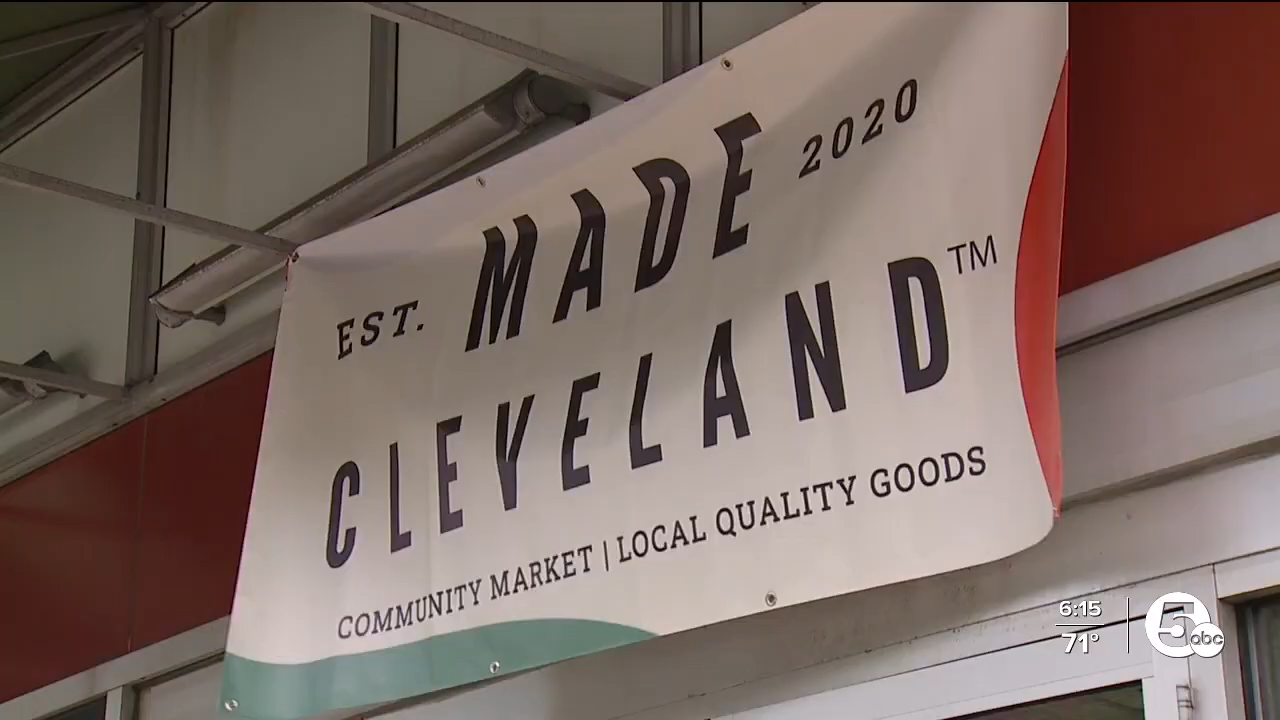 EST. MADE 2020
CLEVELAND™
COMMUNITY MARKET | LOCAL QUALITY GOODS
6:15
71°
5 abc